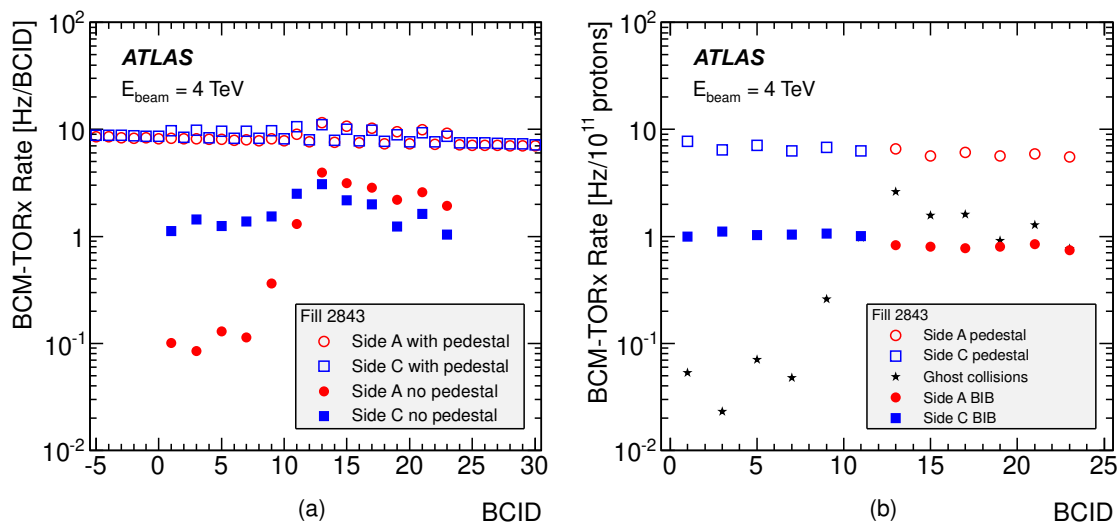 BCM-TORx Rate [Hz/BCID]
10²
10
1
10⁻¹
10⁻²
ATLAS
E_beam = 4 TeV
Fill 2843
Side A with pedestal
Side C with pedestal
Side A no pedestal
Side C no pedestal
-5 0 5 10 15 20 25 30
(a)
BCID
BCM-TORx Rate [Hz/10¹¹ protons]
10²
10
1
10⁻¹
10⁻²
ATLAS
E_beam = 4 TeV
Fill 2843
Side A pedestal
Side C pedestal
Ghost collisions
Side A BIB
Side C BIB
0 5 10 15 20 25
(b)
BCID